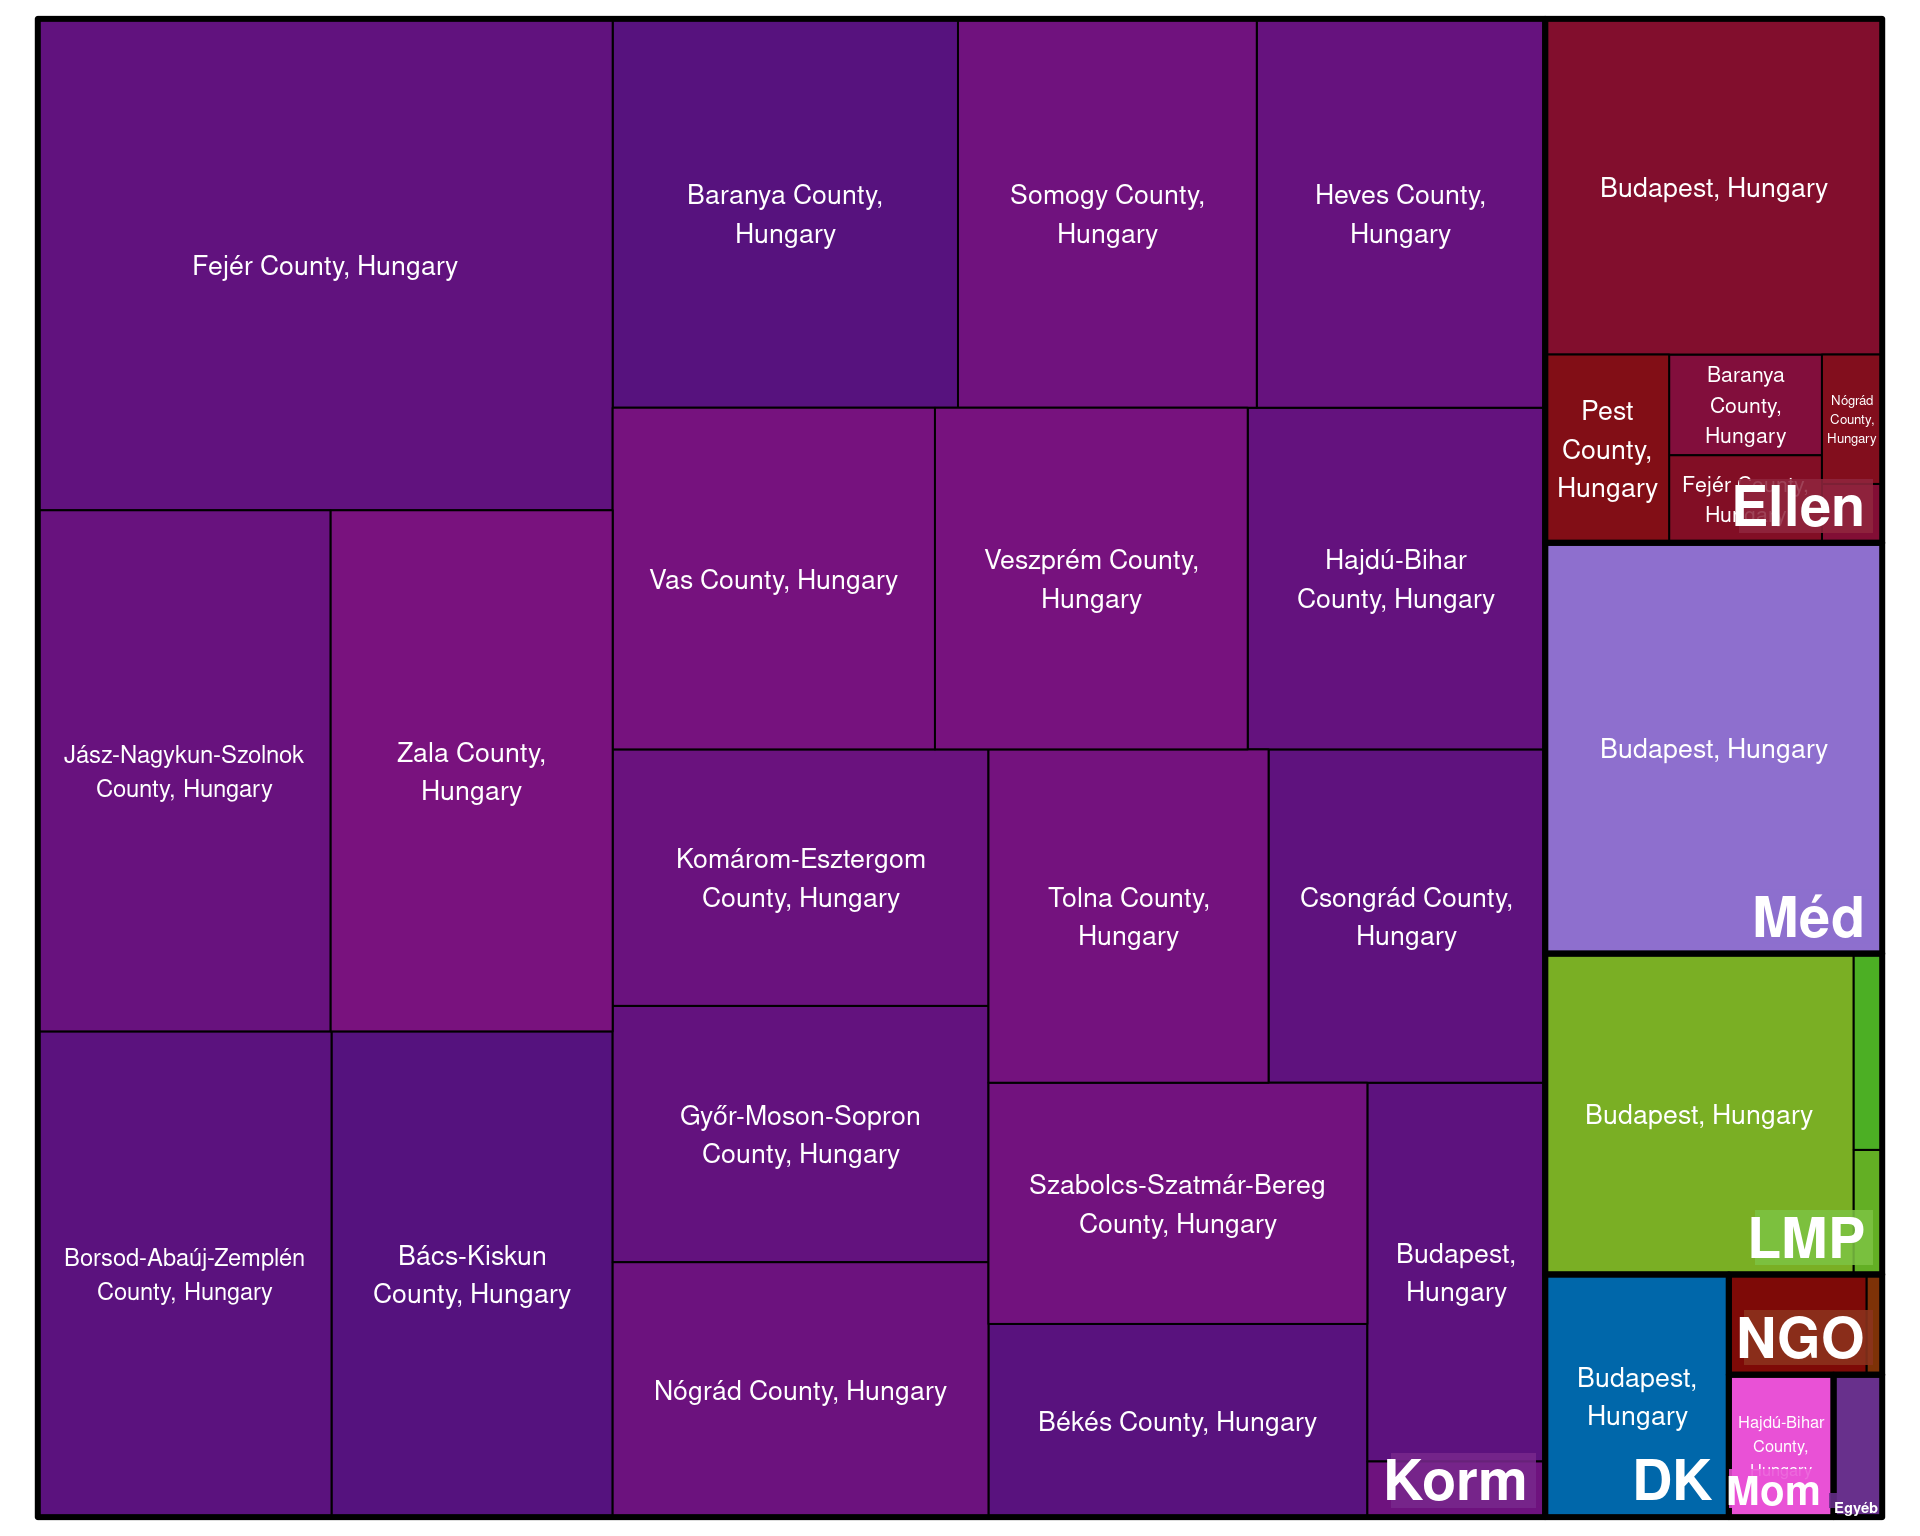 Fejér County, Hungary
Baranya County,
Hungary
Somogy County,
Hungary
Heves County,
Hungary
Vas County, Hungary
Veszprém County,
Hungary
Hajdú-Bihar
County, Hungary
Jász-Nagykun-Szolnok
County, Hungary
Zala County,
Hungary
Komárom-Esztergom
County, Hungary
Tolna County,
Hungary
Csongrád County,
Hungary
Borsod-Abaúj-Zemplén
County, Hungary
Bács-Kiskun
County, Hungary
Győr-Moson-Sopron
County, Hungary
Szabolcs-Szatmár-Bereg
County, Hungary
Budapest,
Hungary
Nógrád County, Hungary
Békés County, Hungary
Korm
Budapest, Hungary
Pest
County,
Hungary
Baranya
County,
Hungary
Nógrád
County,
Hungary
Fejér County,
Hungary
Ellen
Budapest, Hungary
Méd
Budapest, Hungary
LMP
Budapest,
Hungary
DK
NGO
Hajdú-Bihar
County,
Hungary
Mom
Egyéb